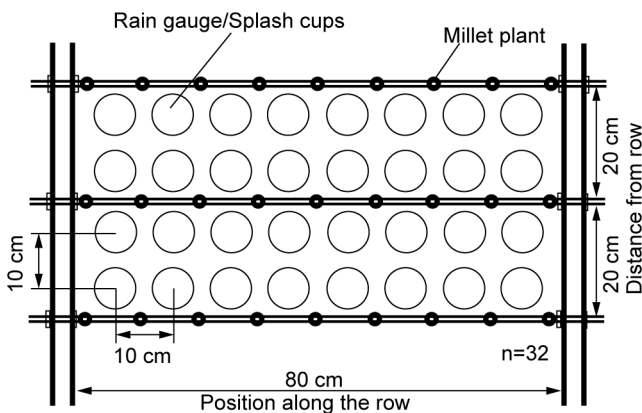 Rain gauge/Splash cups
Millet plant
20 cm
Distance from row
10 cm
20 cm
10 cm
n=32
80 cm
Position along the row